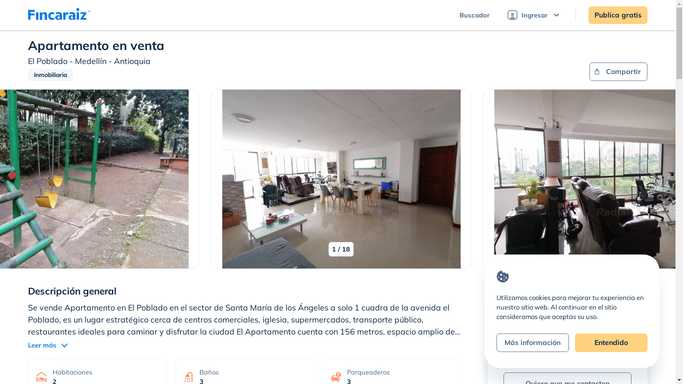 Fincaraiz
Buscador
Ingresar
Publica gratis
Apartamento en venta
El Poblado - Medellín - Antioquia
Inmobiliaria
Compartir
1 / 18
Descripción general
Se vende Apartamento en El Poblado en el sector de Santa María de los Ángeles a solo 1 cuadra de la avenida el
Poblado, es un lugar estratégico cerca de centros comerciales, iglesia, supermercados, transporte público,
restaurantes ideales para caminar y disfrutar la ciudad El Apartamento cuenta con 156 metros, espacio amplio de...
Leer más
Habitaciones
2
Baños
3
Parqueaderos
3
Utilizamos cookies para mejorar tu experiencia en
nuestro sitio web. Al continuar en el sitio
consideramos que aceptas su uso.
Más información
Entendido
Quiero que me contacten